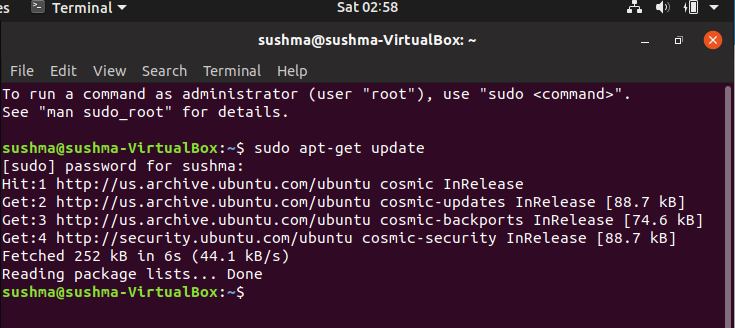 es Terminal Sat 02:58
sushma@sushma-VirtualBox: ~
File Edit View Search Terminal Help
To run a command as administrator (user "root"), use "sudo <command>".
See "man sudo_root" for details.
sushma@sushma-VirtualBox:~$ sudo apt-get update
[sudo] password for sushma:
Hit:1 http://us.archive.ubuntu.com/ubuntu cosmic InRelease
Get:2 http://us.archive.ubuntu.com/ubuntu cosmic-updates InRelease [88.7 kB]
Get:3 http://us.archive.ubuntu.com/ubuntu cosmic-backports InRelease [74.6 kB]
Get:4 http://security.ubuntu.com/ubuntu cosmic-security InRelease [88.7 kB]
Fetched 252 kB in 6s (44.1 kB/s)
Reading package lists... Done
sushma@sushma-VirtualBox:~$